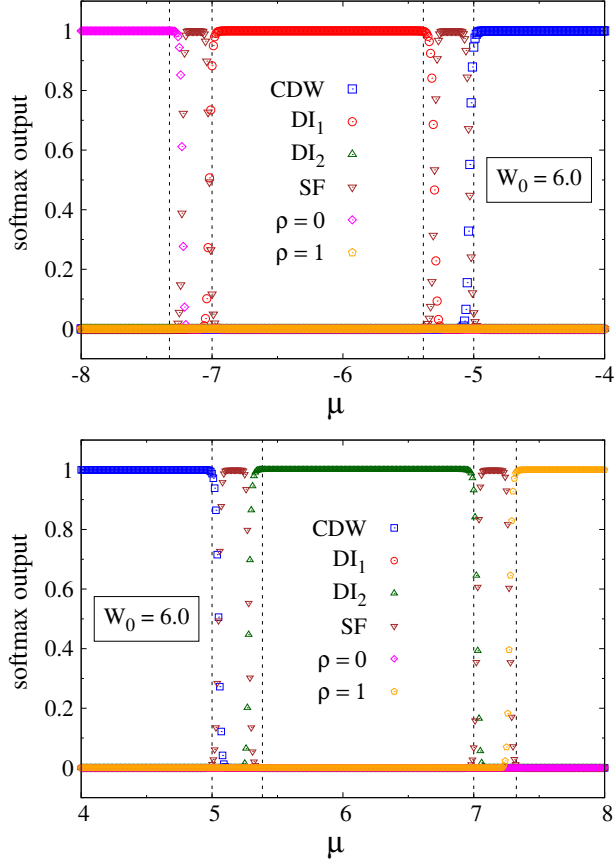 1
0.8
0.6
0.4
0.2
0
softmax output
CDW
DI₁
DI₂
SF
ρ = 0
ρ = 1
W₀ = 6.0
-8 -7 -6 -5 -4
μ
1
0.8
0.6
0.4
0.2
0
softmax output
CDW
DI₁
DI₂
SF
ρ = 0
ρ = 1
W₀ = 6.0
4 5 6 7 8
μ